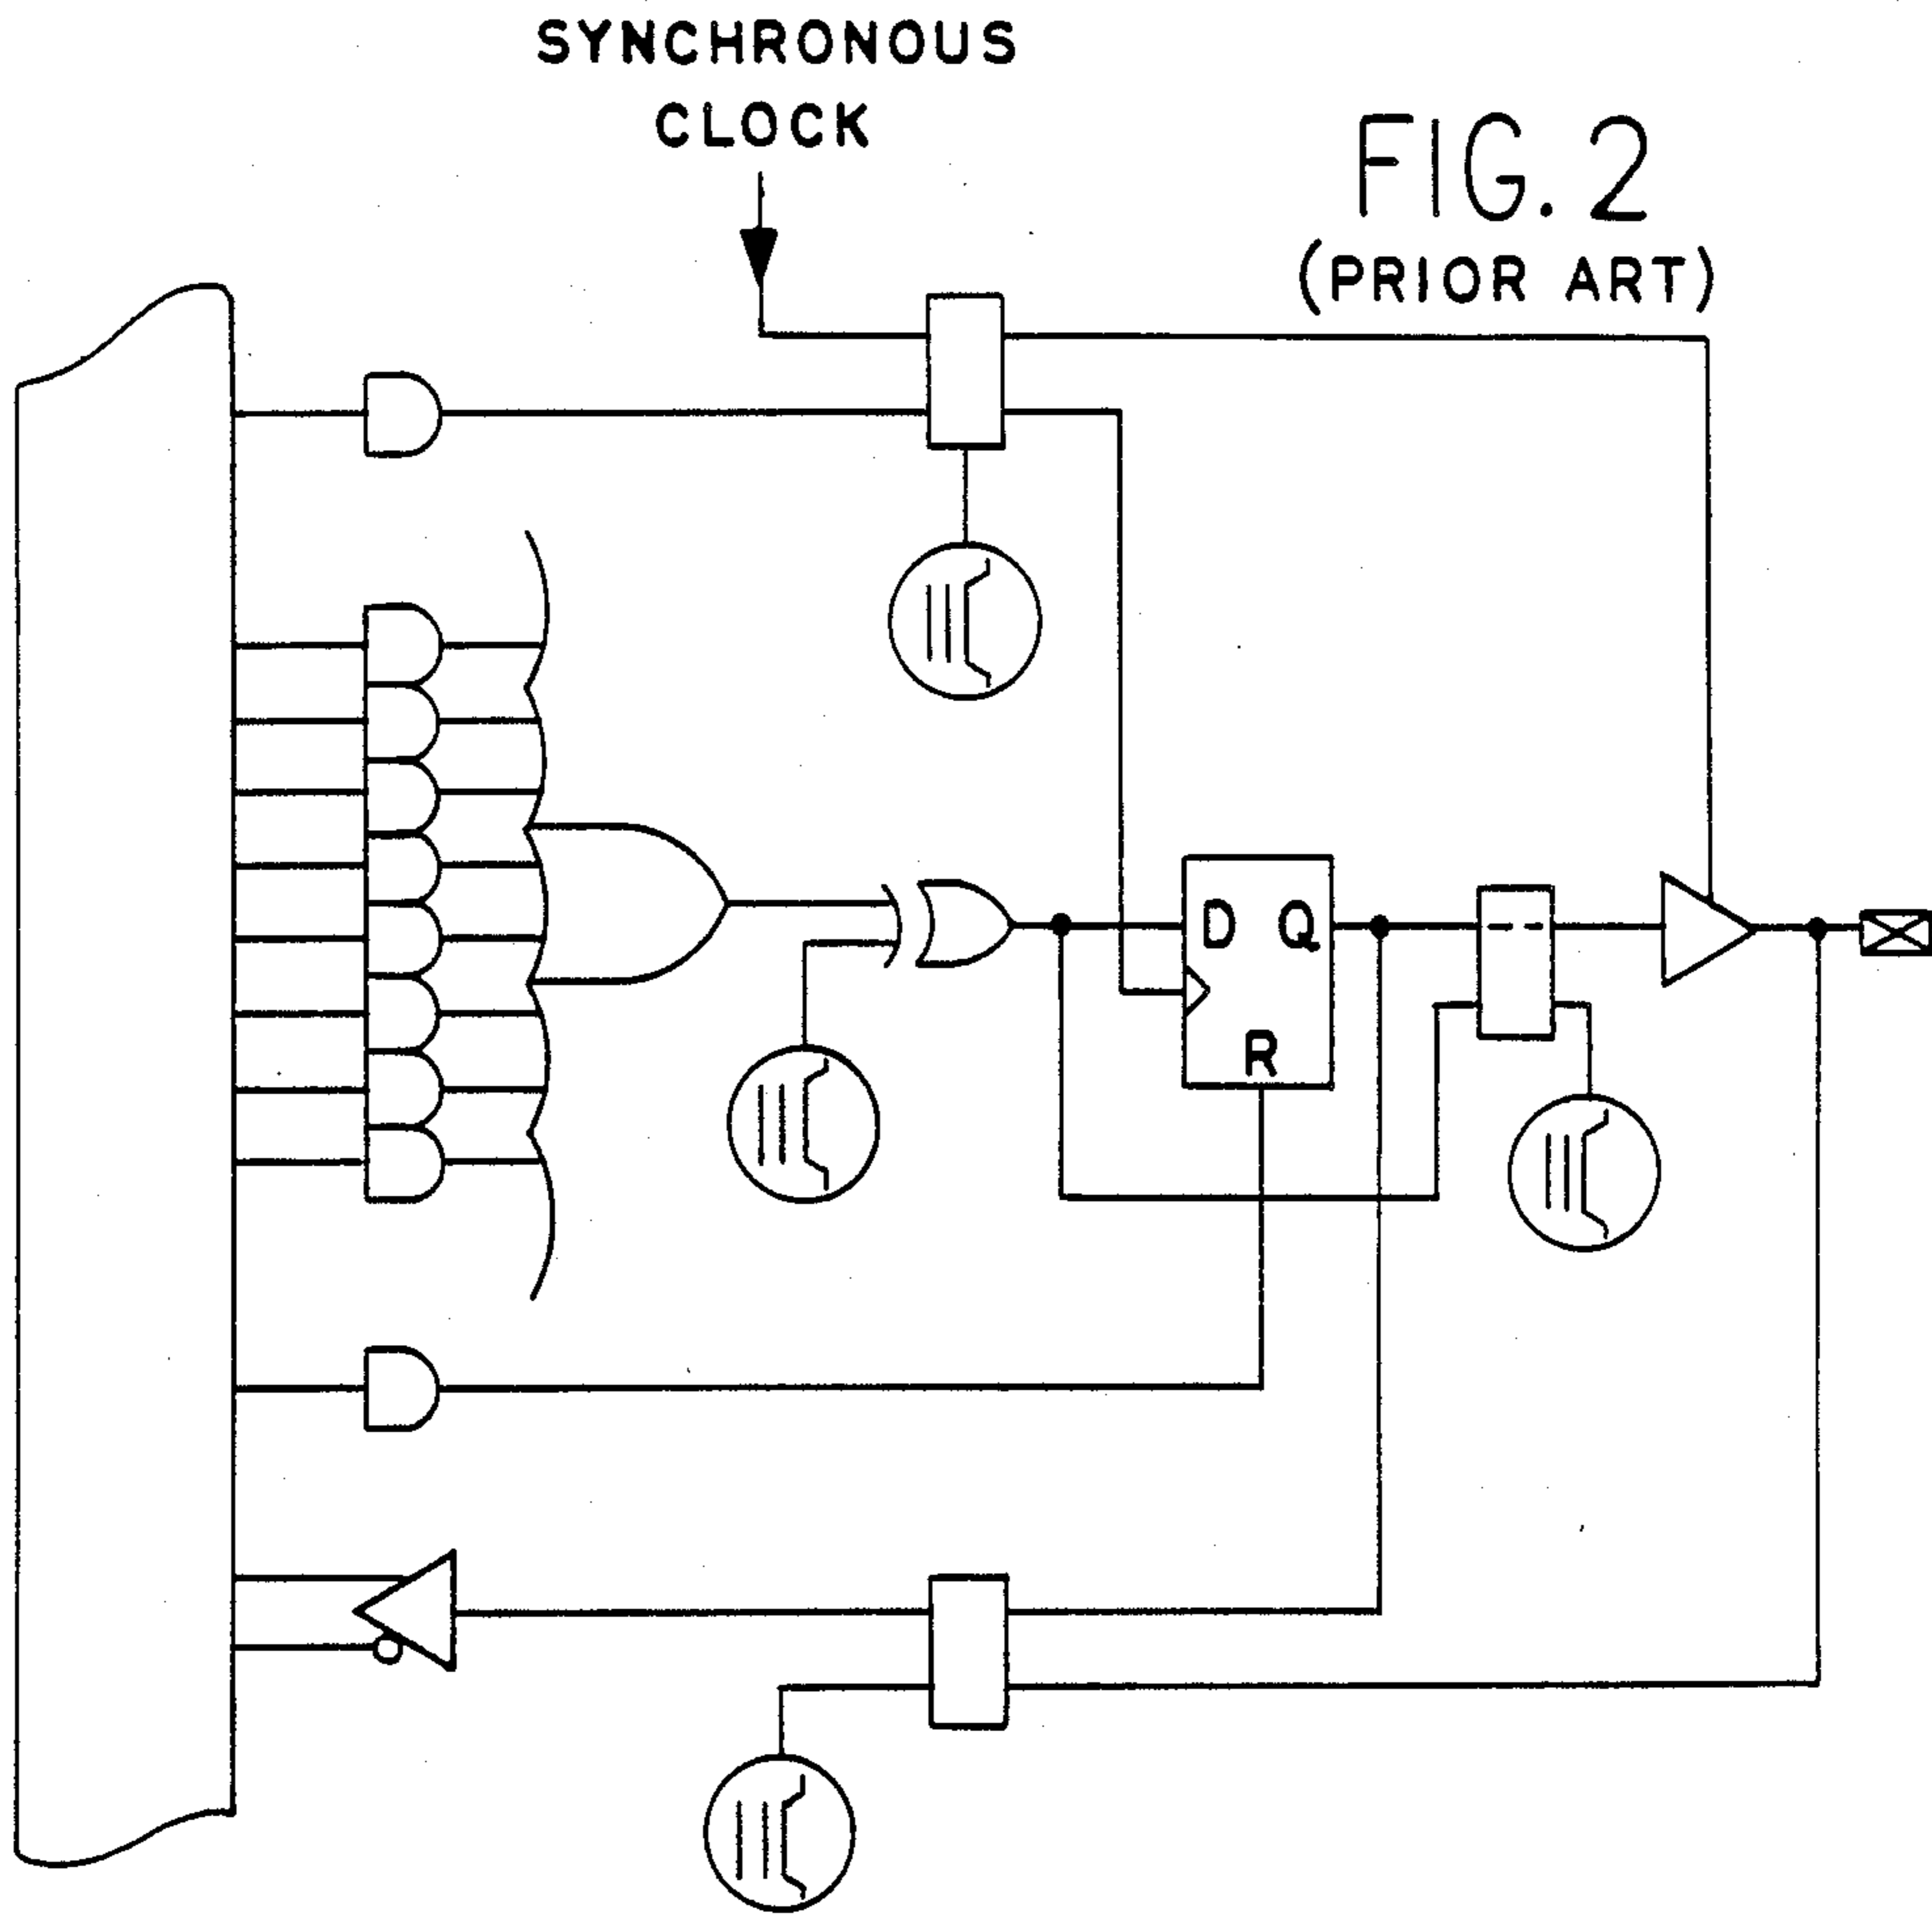 SYNCHRONOUS
CLOCK
FIG. 2
(PRIOR ART)
D Q
R